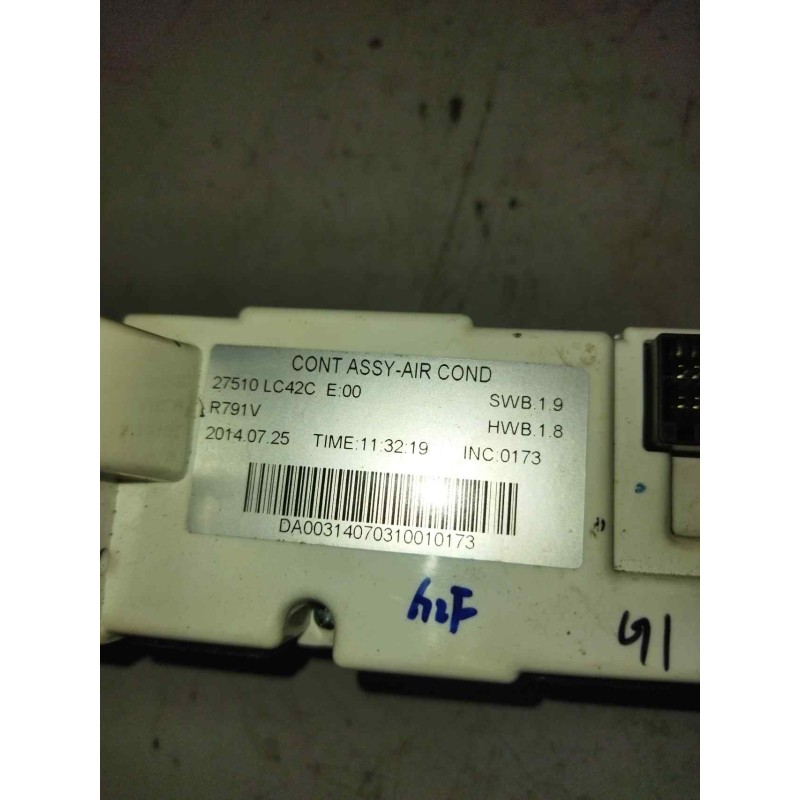 CONT ASSY-AIR COND
27510 LC42C E:00
SWB.1.9
R791V
HWB.1.8
2014.07.25 TIME:11:32:19 INC:0173
DA00314070310010173